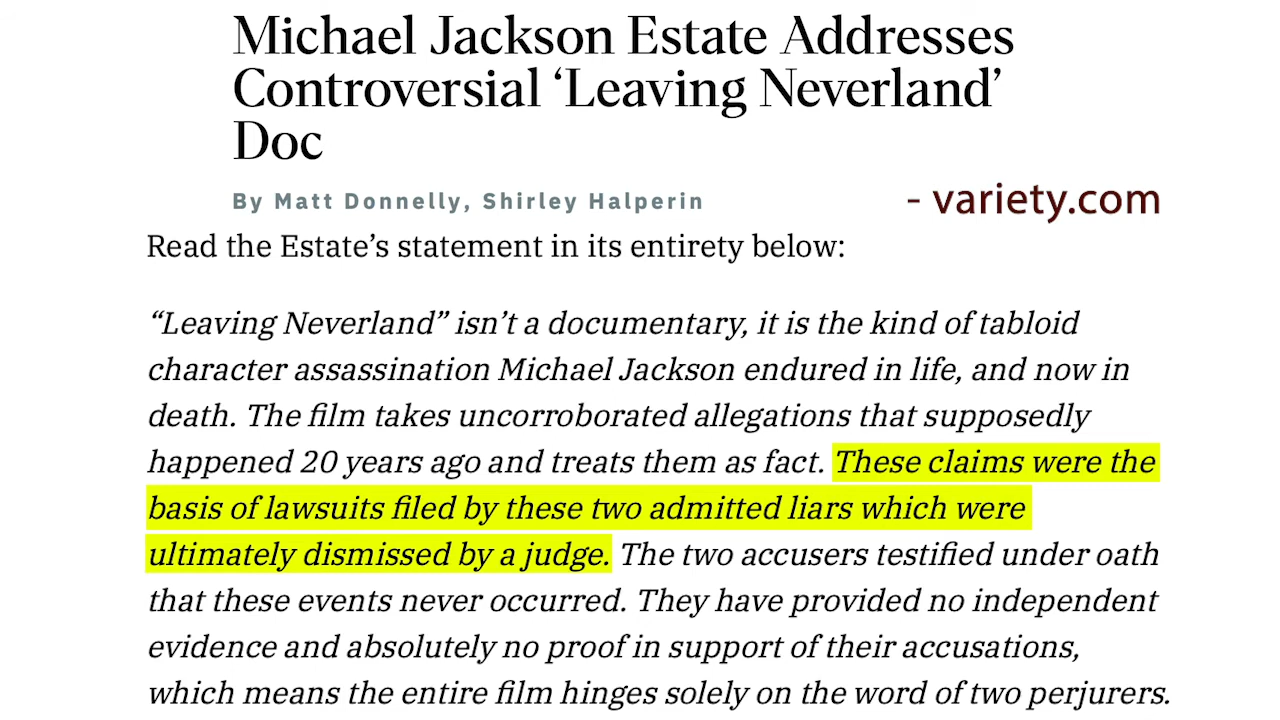 Michael Jackson Estate Addresses
Controversial ‘Leaving Neverland’
Doc
By Matt Donnelly, Shirley Halperin
- variety.com
Read the Estate’s statement in its entirety below:
“Leaving Neverland” isn’t a documentary, it is the kind of tabloid
character assassination Michael Jackson endured in life, and now in
death. The film takes uncorroborated allegations that supposedly
happened 20 years ago and treats them as fact. These claims were the
basis of lawsuits filed by these two admitted liars which were
ultimately dismissed by a judge. The two accusers testified under oath
that these events never occurred. They have provided no independent
evidence and absolutely no proof in support of their accusations,
which means the entire film hinges solely on the word of two perjurers.